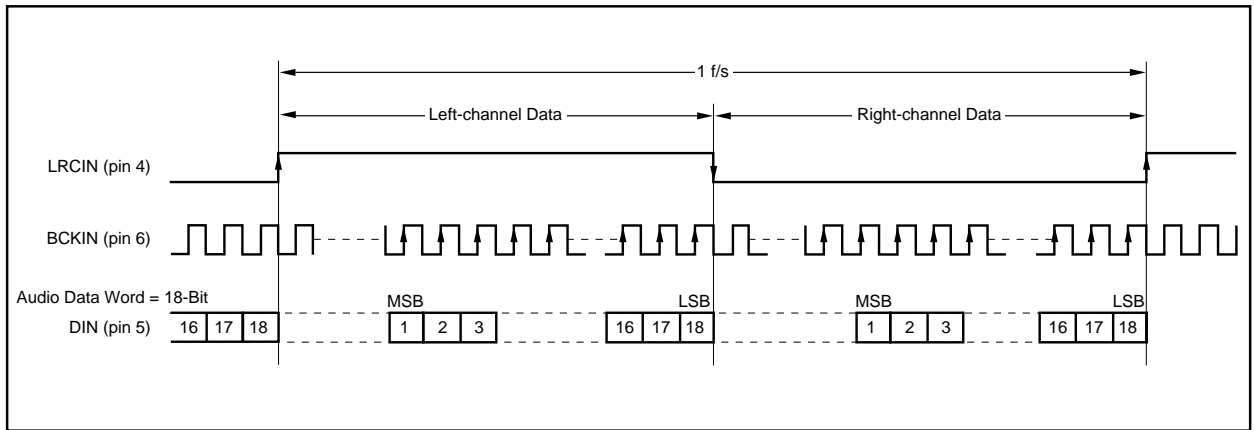 1 f/s
Left-channel Data
Right-channel Data
LRCIN (pin 4)
BCKIN (pin 6)
Audio Data Word = 18-Bit
MSB
LSB
MSB
LSB
DIN (pin 5)
16 17 18
1 2 3
16 17 18
1 2 3
16 17 18